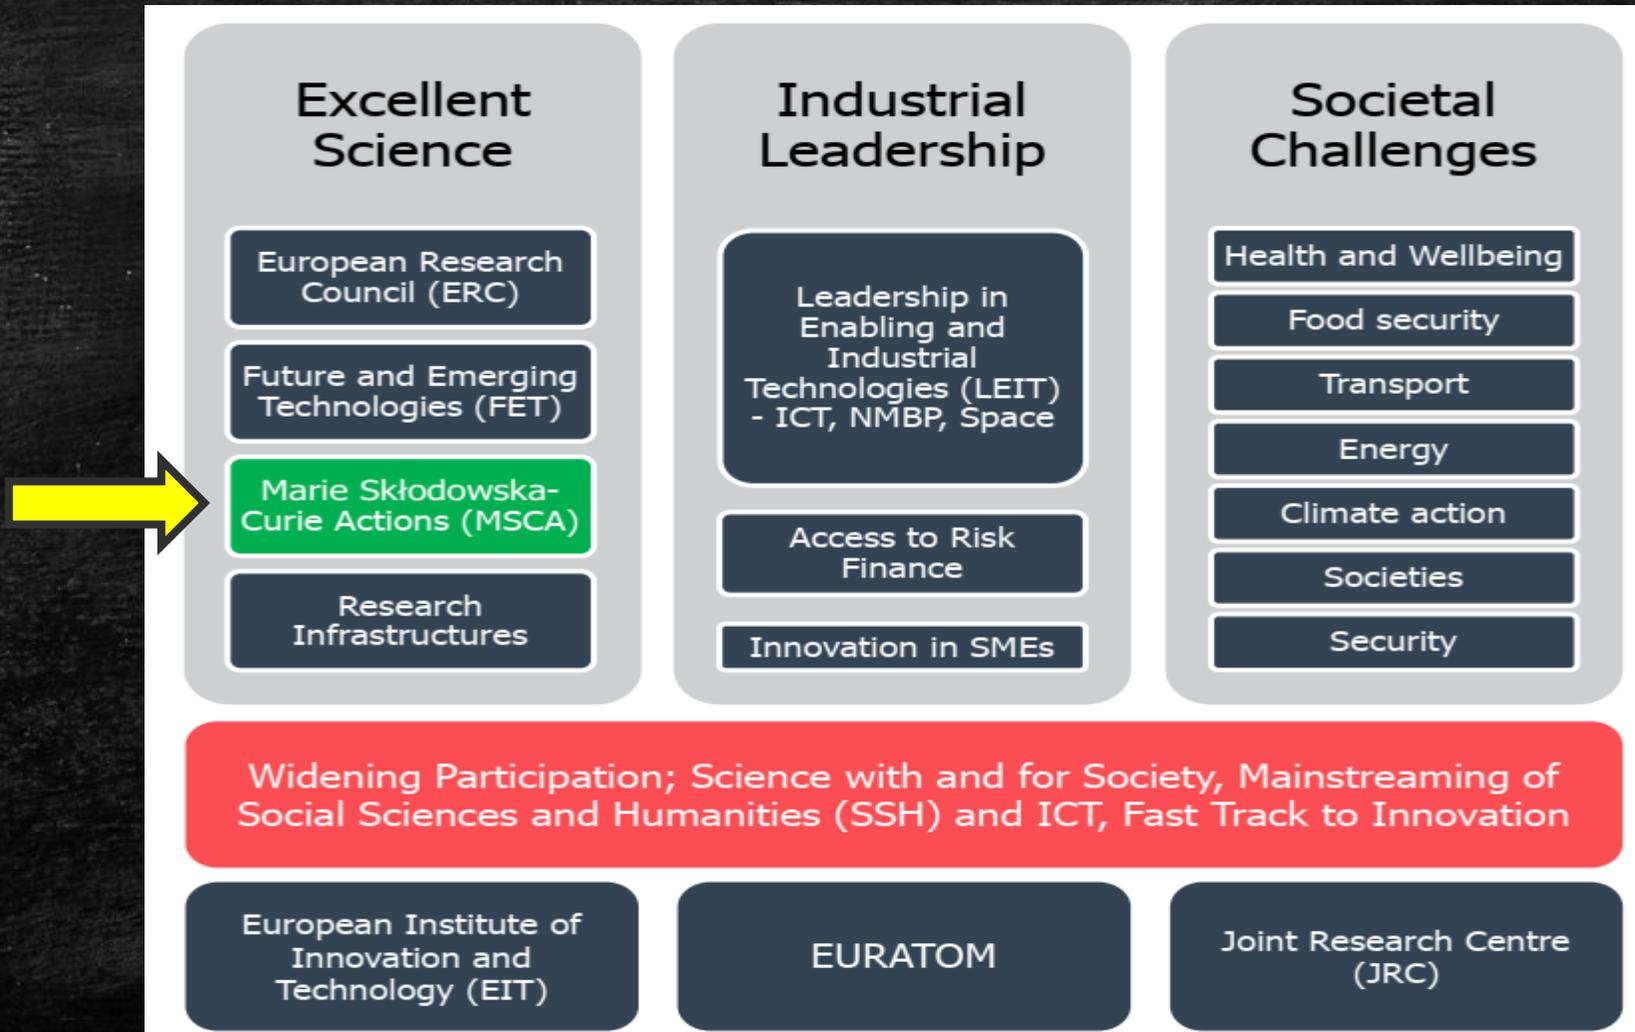 Excellent
Science
European Research
Council (ERC)
Future and Emerging
Technologies (FET)
Marie Skłodowska-
Curie Actions (MSCA)
Research
Infrastructures
Industrial
Leadership
Leadership in
Enabling and
Industrial
Technologies (LEIT)
- ICT, NMBP, Space
Access to Risk
Finance
Innovation in SMEs
Societal
Challenges
Health and Wellbeing
Food security
Transport
Energy
Climate action
Societies
Security
Widening Participation; Science with and for Society, Mainstreaming of
Social Sciences and Humanities (SSH) and ICT, Fast Track to Innovation
European Institute of
Innovation and
Technology (EIT)
EURATOM
Joint Research Centre
(JRC)